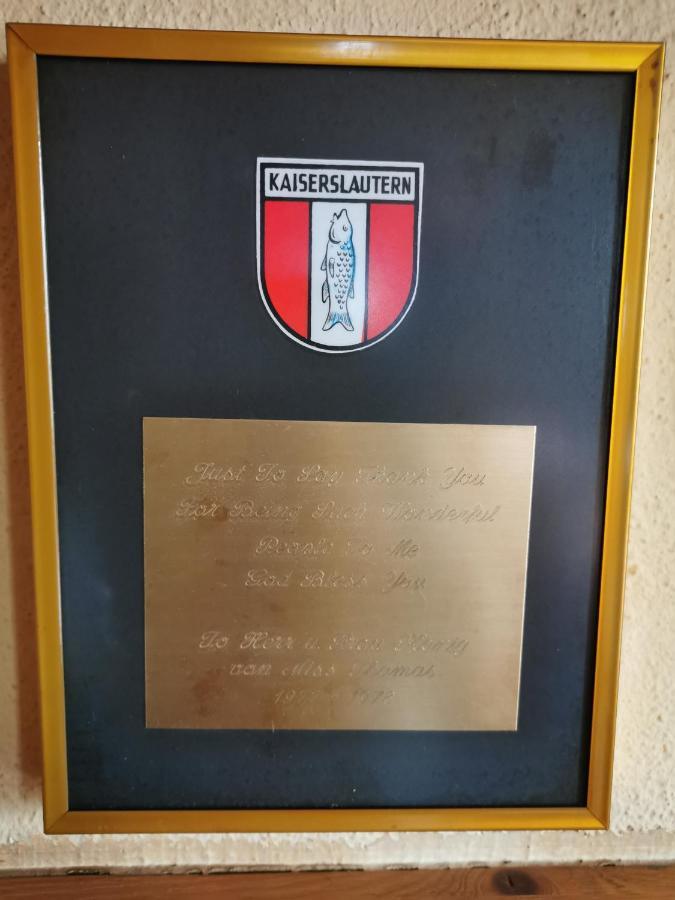 KAISERSLAUTERN
Just To Say Thank You
For Being Such Wonderful
People To Me
God Bless You
To Herr u. Frau
von Miss Thomas